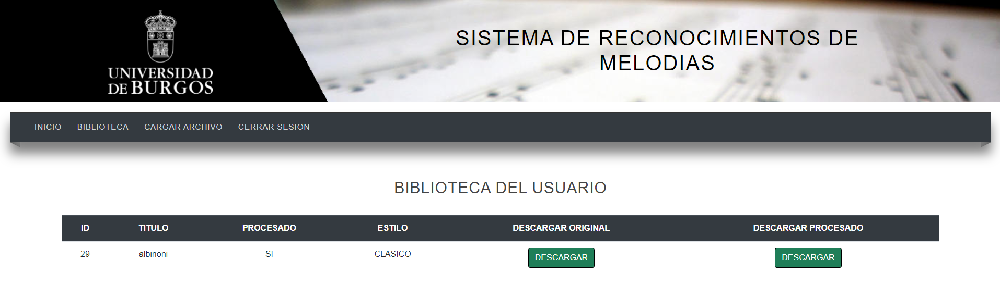 UNIVERSIDAD
DE BURGOS
SISTEMA DE RECONOCIMIENTOS DE
MELODIAS
INICIO BIBLIOTECA CARGAR ARCHIVO CERRAR SESION
BIBLIOTECA DEL USUARIO
ID TITULO PROCESADO ESTILO DESCARGAR ORIGINAL DESCARGAR PROCESADO
29 albinoni SI CLASICO DESCARGAR DESCARGAR